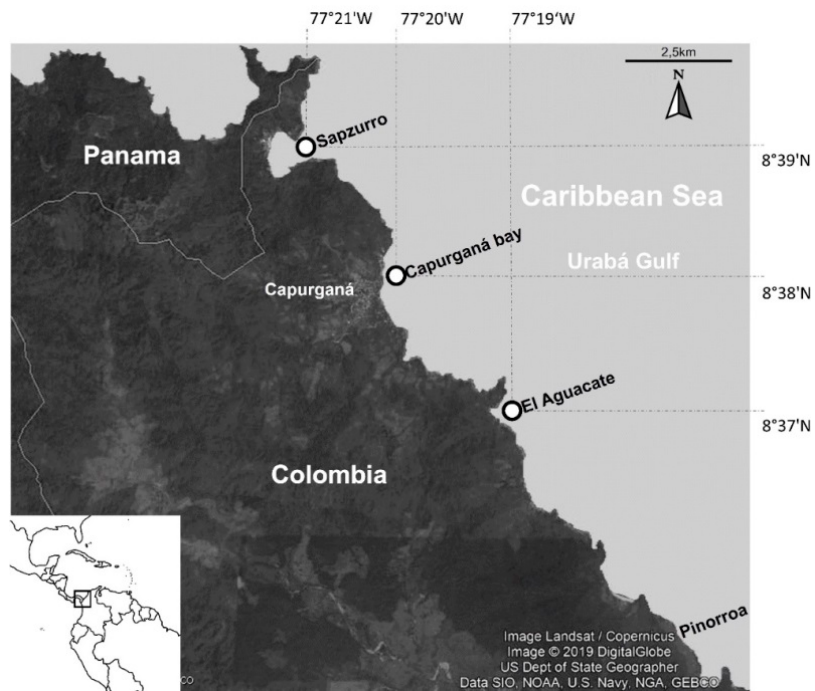 77°21'W 77°20'W 77°19'W
2,5km
N
Sapzurro
Panama
8°39'N
Caribbean Sea
Capurganá bay
Urabá Gulf
Capurganá
8°38'N
El Aguacate
8°37'N
Colombia
Pinorroa
Image Landsat / Copernicus
Image © 2019 DigitalGlobe
US Dept of State Geographer
Data SIO, NOAA, U.S. Navy, NGA, GEBCO
CO